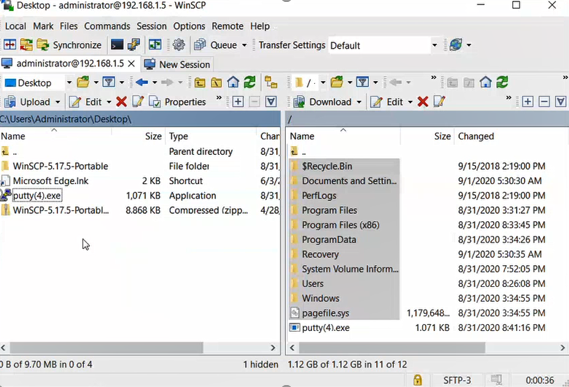 Desktop - administrator@192.168.1.5 - WinSCP
Local Mark Files Commands Session Options Remote Help
Synchronize Queue Transfer Settings Default
administrator@192.168.1.5 New Session
Desktop / ·
Upload Edit Properties » Download Edit »
C:\Users\Administrator\Desktop\ /
Name Size Type Char Name Size Changed
.. Parent directory 8/31, ..
WinSCP-5.17.5-Portable File folder 8/31, $Recycle.Bin 9/15/2018 2:19:00 PM
Microsoft Edge.lnk 2 KB Shortcut 6/3/2 Documents and Settin... 9/1/2020 5:30:30 AM
putty(4).exe 1,071 KB Application 8/31, PerfLogs 9/15/2018 2:19:00 PM
WinSCP-5.17.5-Portabl... 8.868 KB Compressed (zipp... 4/28, Program Files 8/31/2020 3:31:27 PM
Program Files (x86) 8/31/2020 8:33:45 PM
ProgramData 8/31/2020 3:34:26 PM
Recovery 9/1/2020 5:30:35 AM
System Volume Inform... 8/31/2020 7:52:05 PM
Users 8/31/2020 8:26:08 PM
Windows 8/31/2020 3:34:55 PM
pagefile.sys 1,179,648... 8/31/2020 3:34:55 PM
putty(4).exe 1.071 KB 8/31/2020 8:41:16 PM
0 B of 9.70 MB in 0 of 4 1 hidden 1.12 GB of 1.12 GB in 11 of 12
SFTP-3 0:00:36